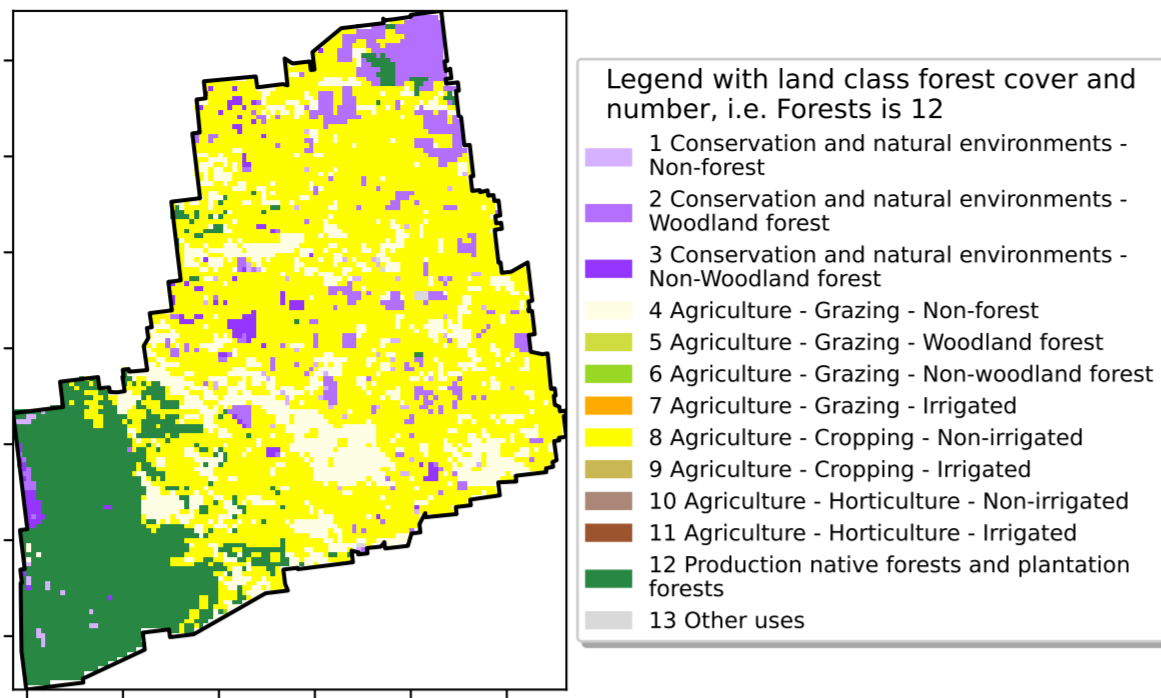 Legend with land class forest cover and
number, i.e. Forests is 12
1 Conservation and natural environments -
Non-forest
2 Conservation and natural environments -
Woodland forest
3 Conservation and natural environments -
Non-Woodland forest
4 Agriculture - Grazing - Non-forest
5 Agriculture - Grazing - Woodland forest
6 Agriculture - Grazing - Non-woodland forest
7 Agriculture - Grazing - Irrigated
8 Agriculture - Cropping - Non-irrigated
9 Agriculture - Cropping - Irrigated
10 Agriculture - Horticulture - Non-irrigated
11 Agriculture - Horticulture - Irrigated
12 Production native forests and plantation
forests
13 Other uses